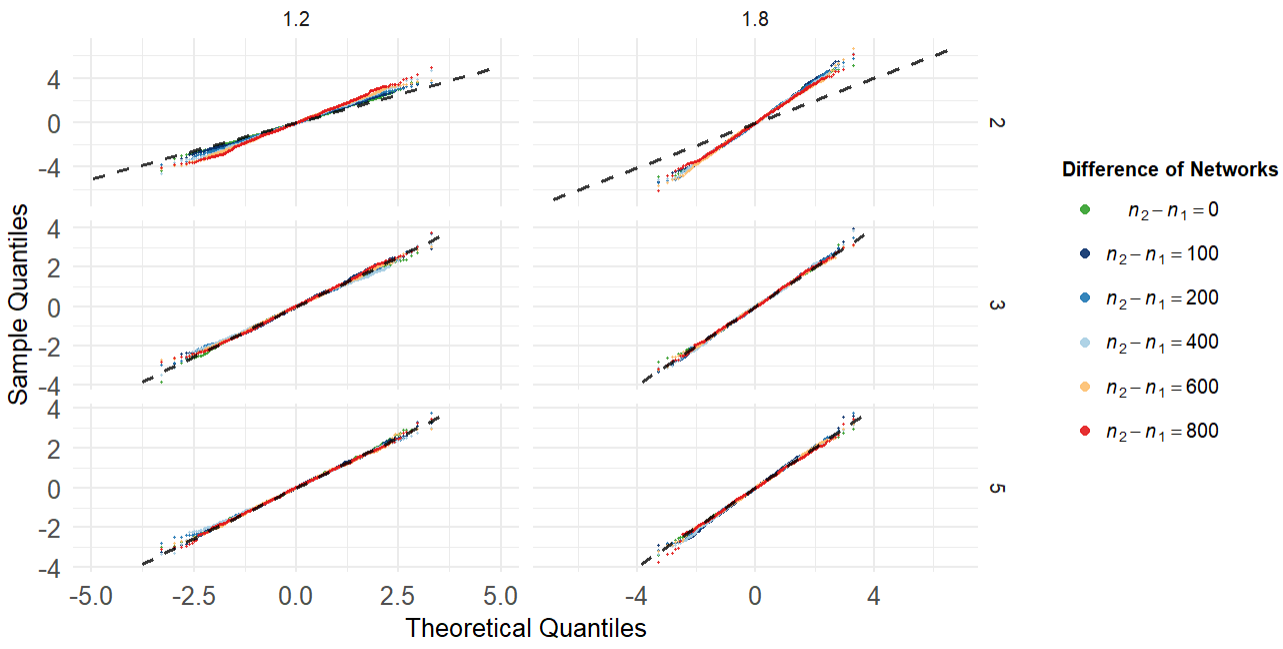 1.2 1.8
4
0
-4
2
4
2
0
-2
-4
3
4
2
0
-2
-4
5
-5.0 -2.5 0.0 2.5 5.0 -4 0 4
Theoretical Quantiles
Sample Quantiles
Difference of Networks
n₂ − n₁ = 0
n₂ − n₁ = 100
n₂ − n₁ = 200
n₂ − n₁ = 400
n₂ − n₁ = 600
n₂ − n₁ = 800